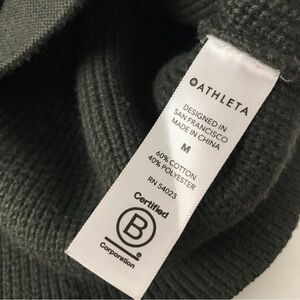 ATHLETA
DESIGNED IN
SAN FRANCISCO
MADE IN CHINA
M
60% COTTON
40% POLYESTER
RN 54023
Certified
B
Corporation